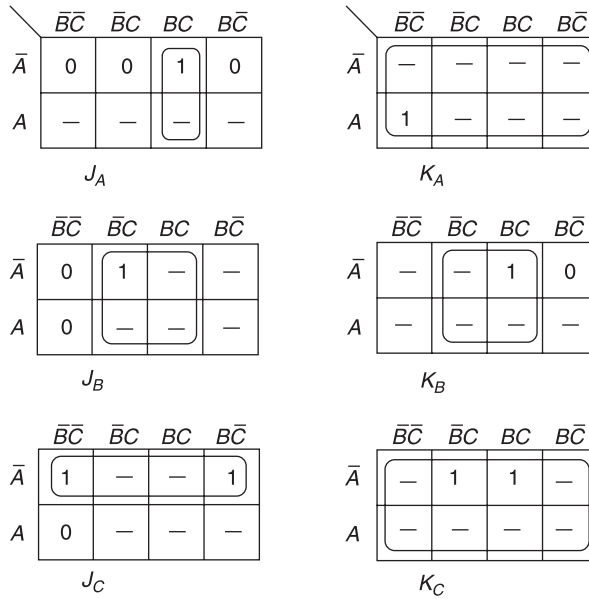 B̅C̅ B̅C BC BC̅ B̅C̅ B̅C BC BC̅
A̅ 0 0 1 0 A̅ — — — —
A — — — — A 1 — — —
J_A K_A
B̅C̅ B̅C BC BC̅ B̅C̅ B̅C BC BC̅
A̅ 0 1 — — A̅ — — 1 0
A 0 — — — A — — — —
J_B K_B
B̅C̅ B̅C BC BC̅ B̅C̅ B̅C BC BC̅
A̅ 1 — — 1 A̅ — 1 1 —
A 0 — — — A — — — —
J_C K_C